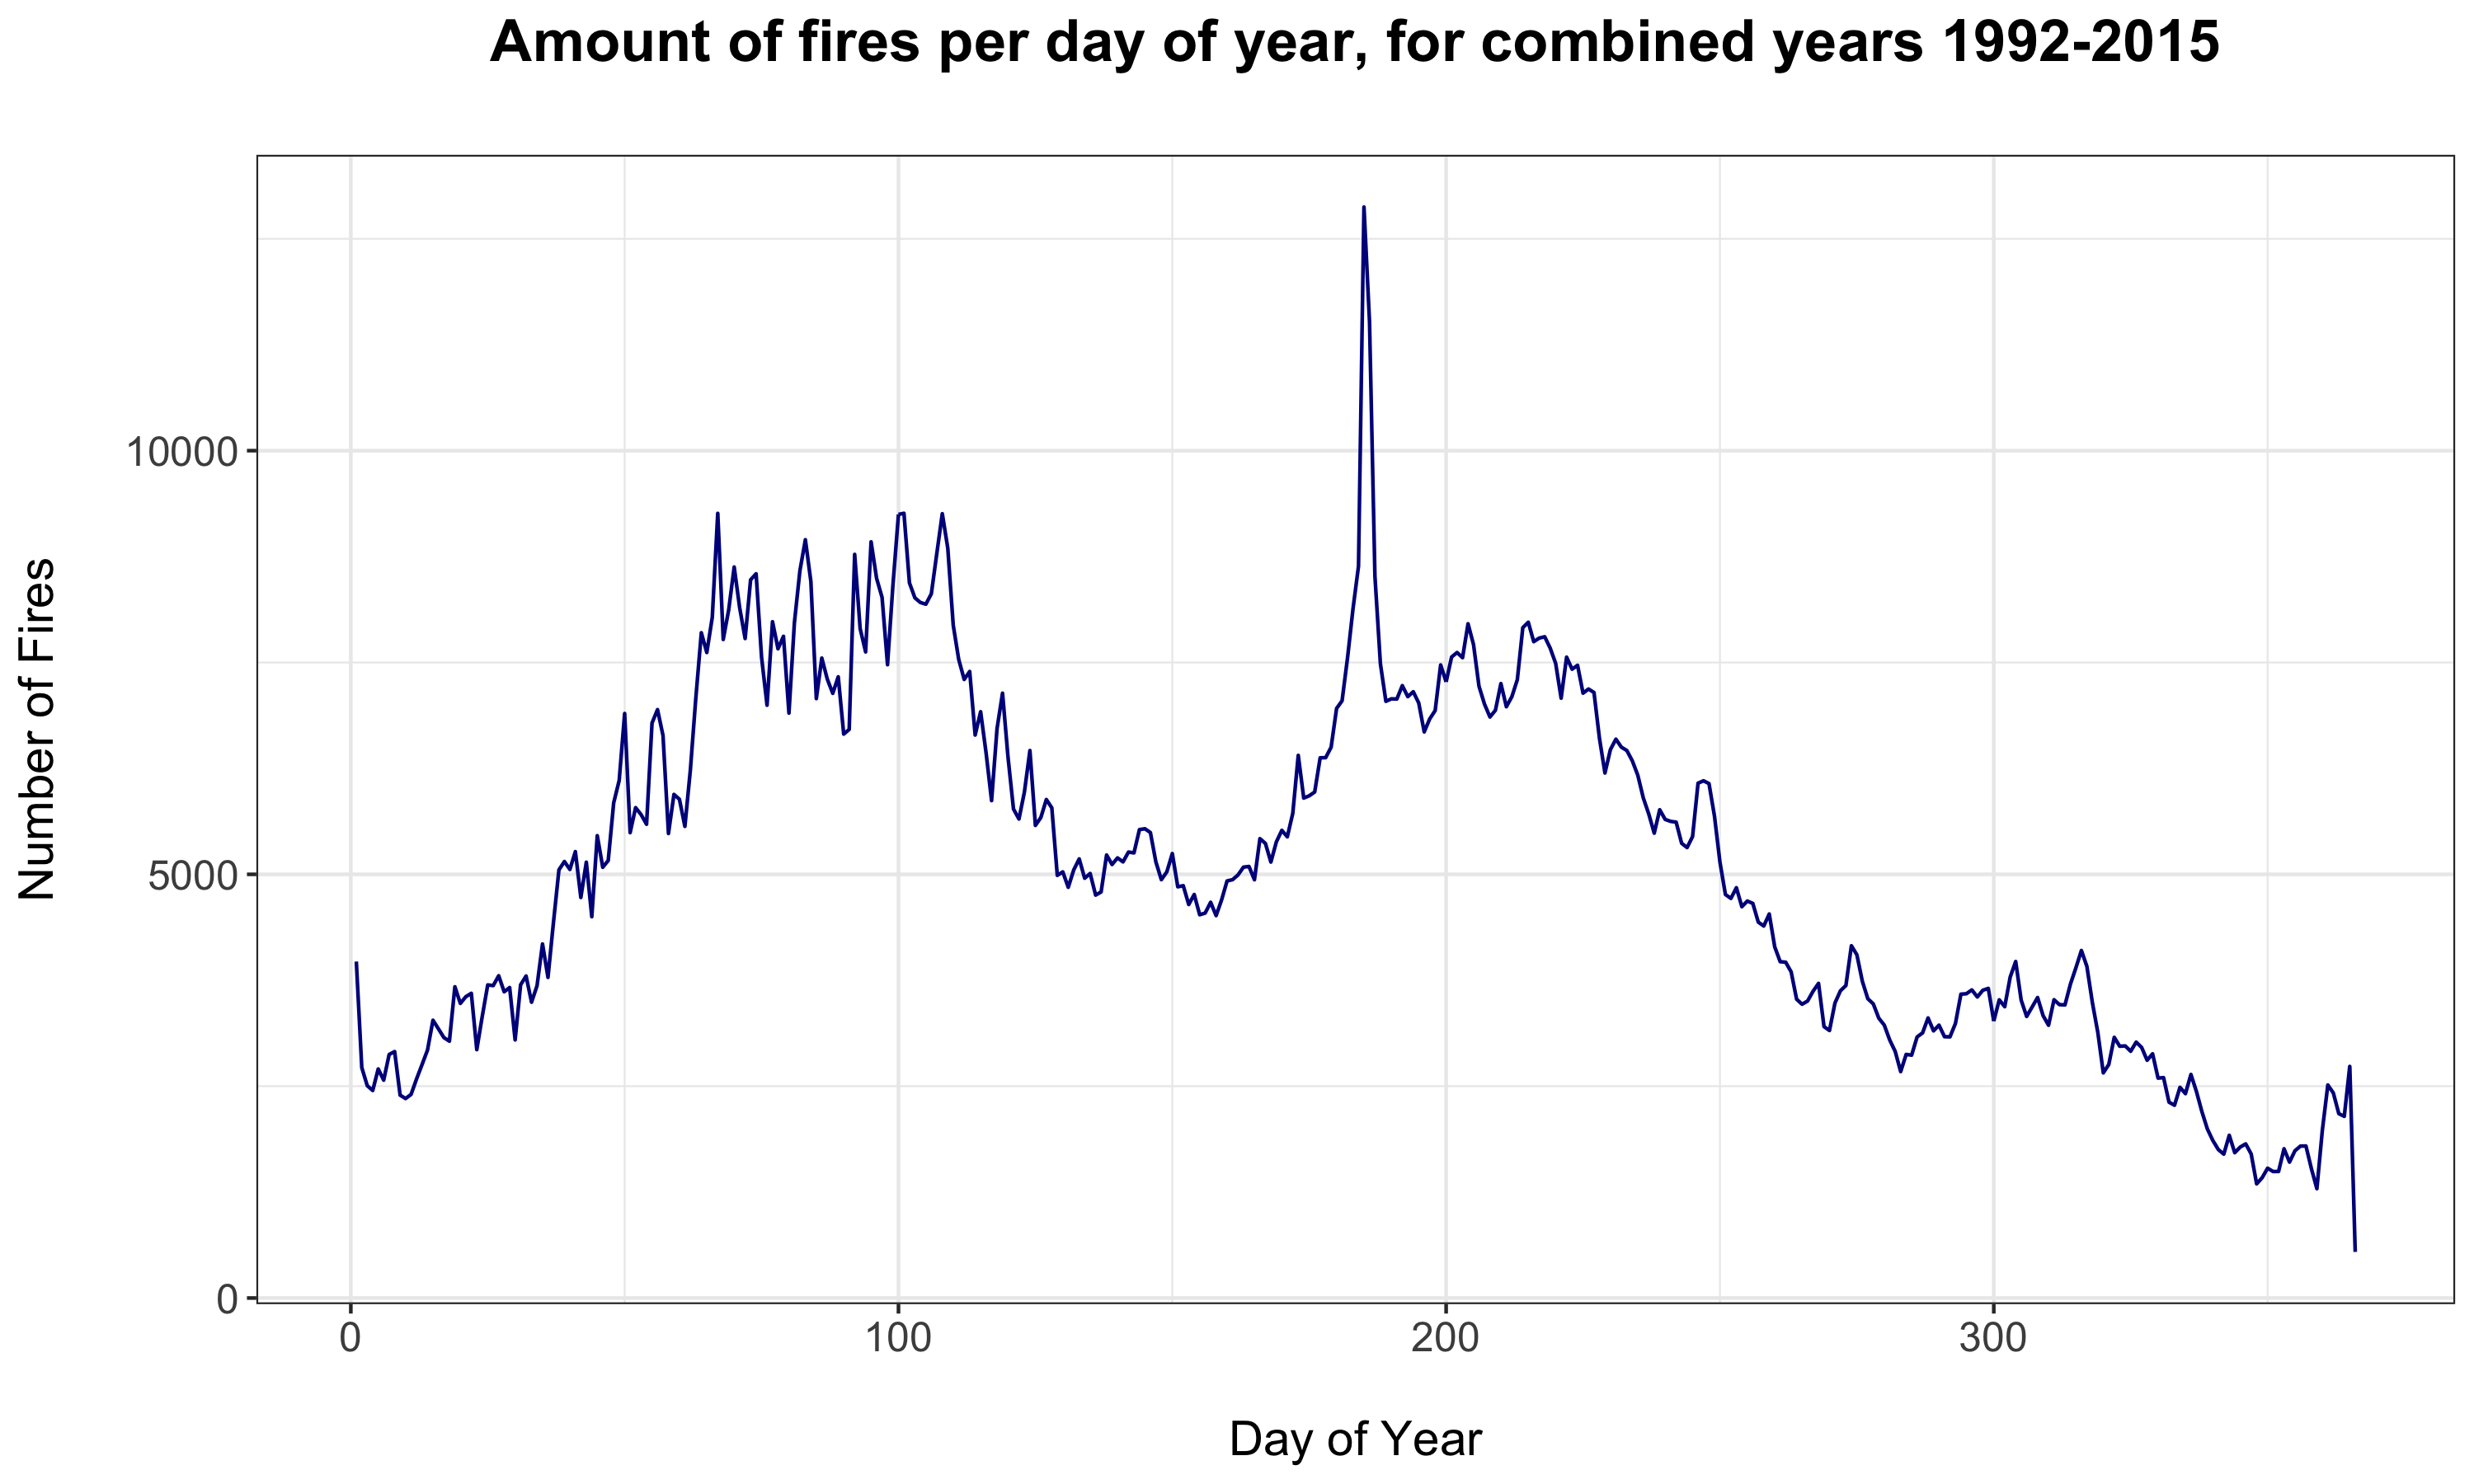 Amount of fires per day of year, for combined years 1992-2015
Number of Fires
10000
5000
0
0 100 200 300
Day of Year